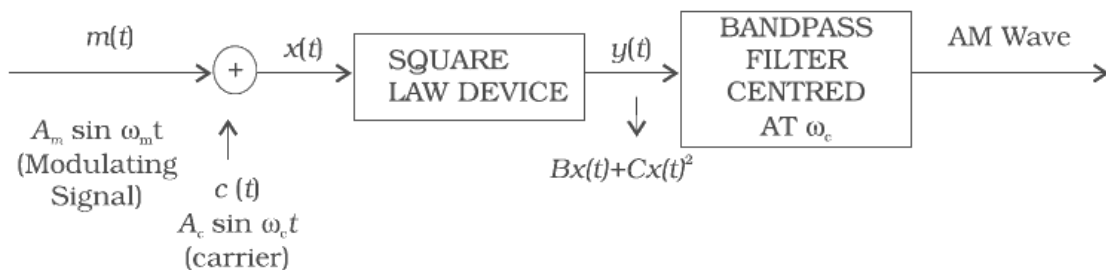 m(t)
+
x(t)
SQUARE
LAW DEVICE
y(t)
BANDPASS
FILTER
CENTRED
AT ω_c
AM Wave
A_m sin ω_m t
(Modulating
Signal)
c (t)
A_c sin ω_c t
(carrier)
Bx(t)+Cx(t)²